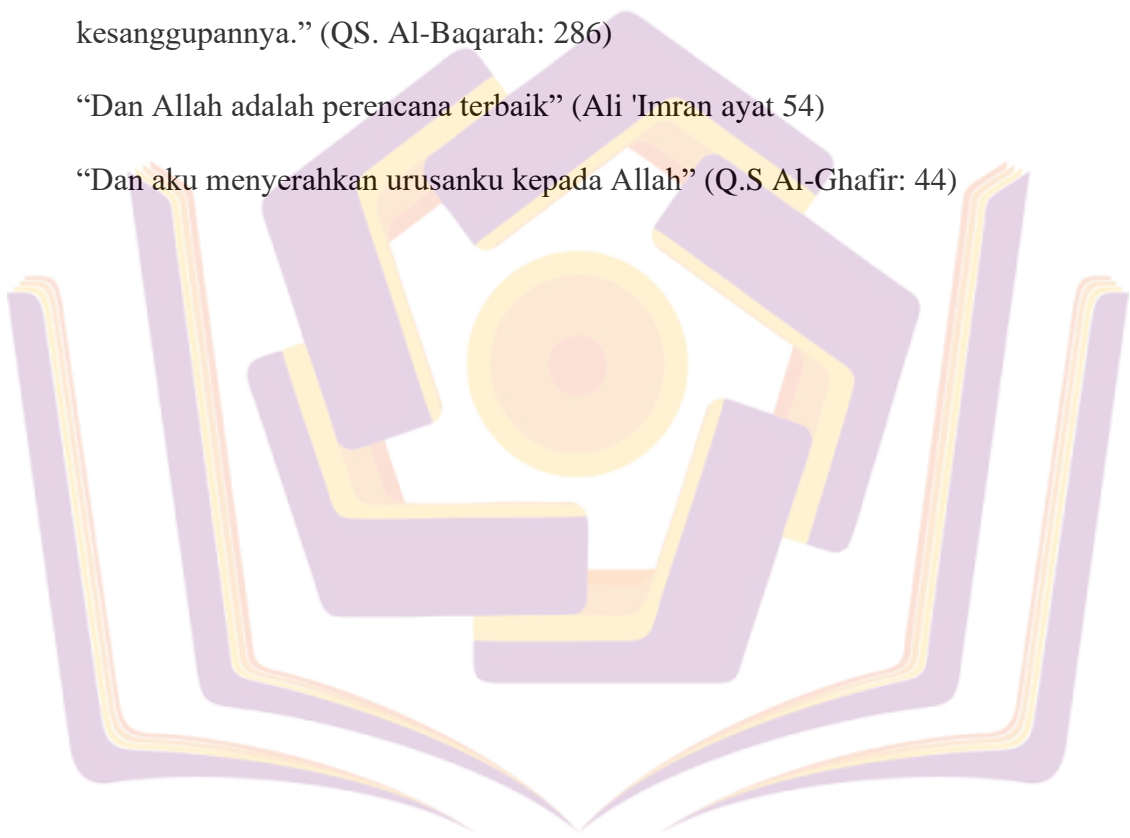 kesanggupannya.” (QS. Al-Baqarah: 286)
“Dan Allah adalah perencana terbaik” (Ali 'Imran ayat 54)
“Dan aku menyerahkan urusanku kepada Allah” (Q.S Al-Ghafir: 44)